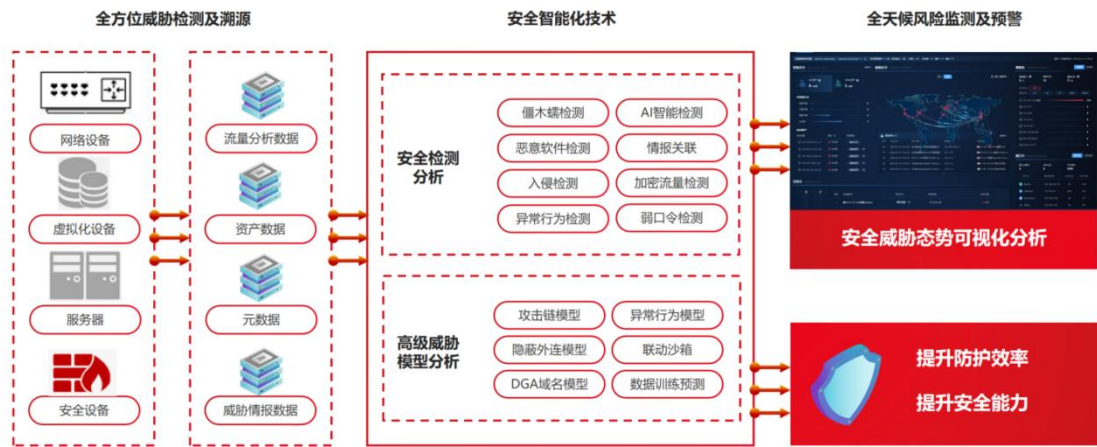 全方位威胁检测及溯源
安全智能化技术
全天候风险监测及预警
网络设备
虚拟化设备
服务器
安全设备
流量分析数据
资产数据
元数据
威胁情报数据
安全检测
分析
僵木蠕检测
AI智能检测
恶意软件检测
情报关联
入侵检测
加密流量检测
异常行为检测
弱口令检测
高级威胁
模型分析
攻击链模型
异常行为模型
隐蔽外连模型
联动沙箱
DGA域名模型
数据训练预测
安全威胁态势可视化分析
提升防护效率
提升安全能力